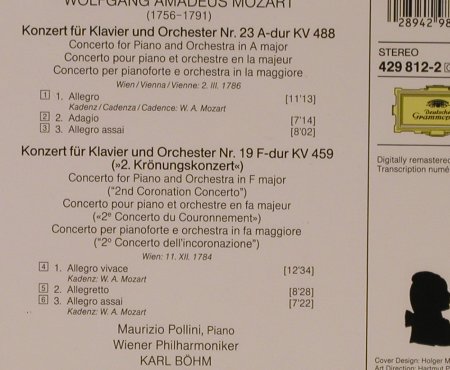 WOLFGANG AMADEUS MOZART
(1756–1791)
Konzert für Klavier und Orchester Nr. 23 A-dur KV 488
Concerto for Piano and Orchestra in A major
Concerto pour piano et orchestre en la majeur
Concerto per pianoforte e orchestra in la maggiore
Wien / Vienna / Vienne: 2. III. 1786
1 1. Allegro [11'13]
Kadenz / Cadenza / Cadence: W. A. Mozart
2 2. Adagio [7'14]
3 3. Allegro assai [8'02]
Konzert für Klavier und Orchester Nr. 19 F-dur KV 459
(»2. Krönungskonzert«)
Concerto for Piano and Orchestra in F major
("2nd Coronation Concerto")
Concerto pour piano et orchestre en fa majeur
(«2e Concerto du Couronnement»)
Concerto per pianoforte e orchestra in fa maggiore
("2º Concerto dell'incoronazione")
Wien: 11. XII. 1784
4 1. Allegro vivace [12'34]
Kadenz: W. A. Mozart
5 2. Allegretto [8'28]
6 3. Allegro assai [7'22]
Kadenz: W. A. Mozart
Maurizio Pollini, Piano
Wiener Philharmoniker
KARL BÖHM
28942 98
STEREO
429 812-2
Deutsche
Grammophon
Digitally remastered
Transcription numé
Cover Design: Holger M
Art Direction: Hartmut P